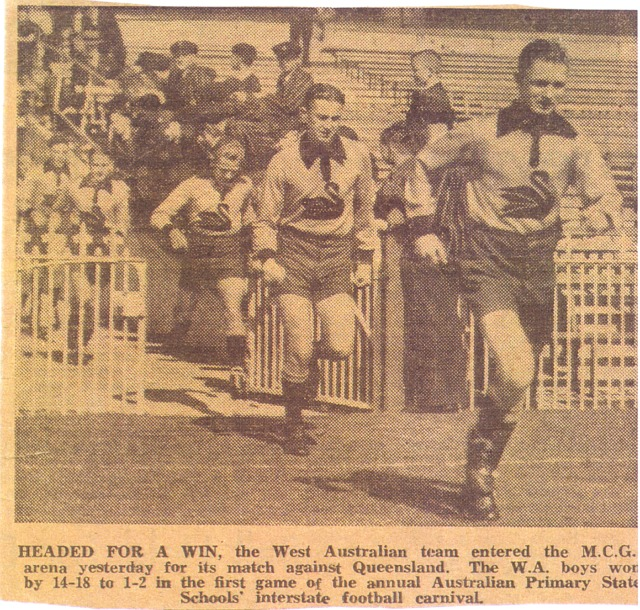 HEADED FOR A WIN, the West Australian team entered the M.C.G.
arena yesterday for its match against Queensland. The W.A. boys won
by 14-18 to 1-2 in the first game of the annual Australian Primary State
Schools' interstate football carnival.